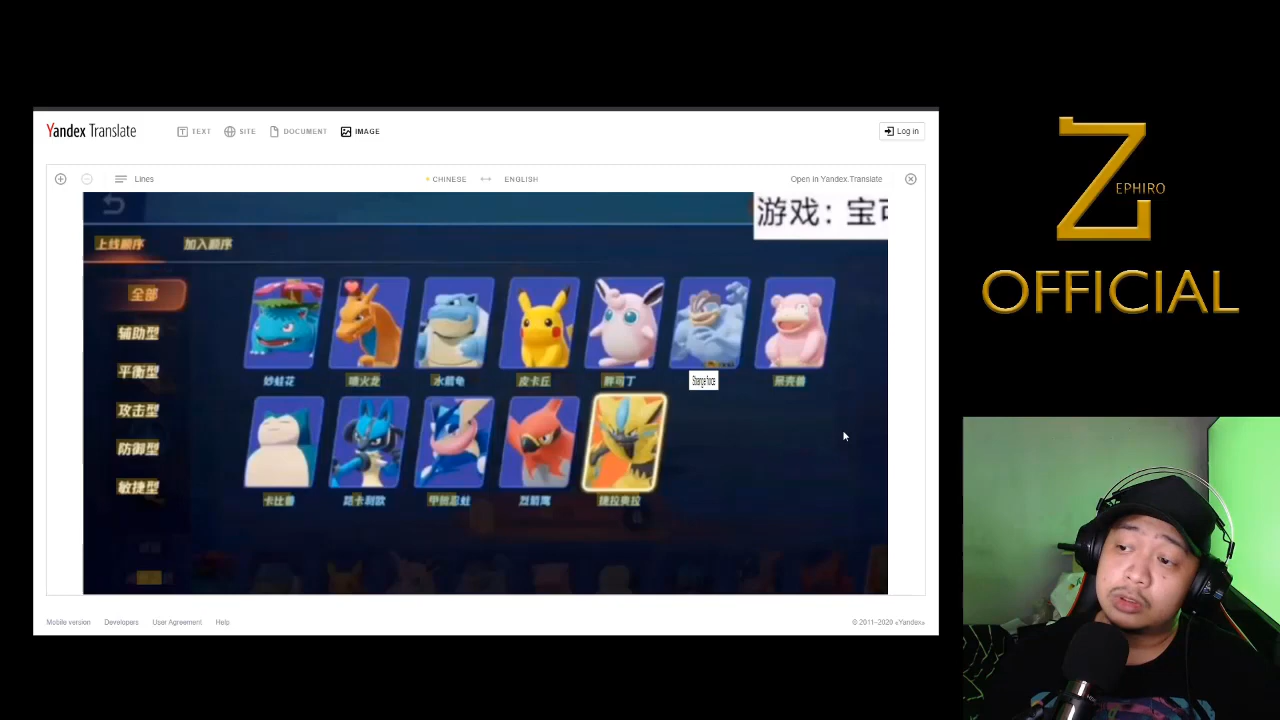 Yandex Translate
TEXT
SITE
DOCUMENT
IMAGE
Log in
Lines
CHINESE
ENGLISH
Open in Yandex.Translate
游戏：宝
上线顺序
加入顺序
全部
辅助型
平衡型
攻击型
防御型
敏捷型
妙蛙花
喷火龙
水箭龟
皮卡丘
胖可丁
Strange force
呆壳兽
卡比兽
路卡利欧
甲贺忍蛙
烈箭鹰
捷拉奥拉
Mobile version
Developers
User Agreement
Help
© 2011–2020 «Yandex»
ZEPHIRO
OFFICIAL